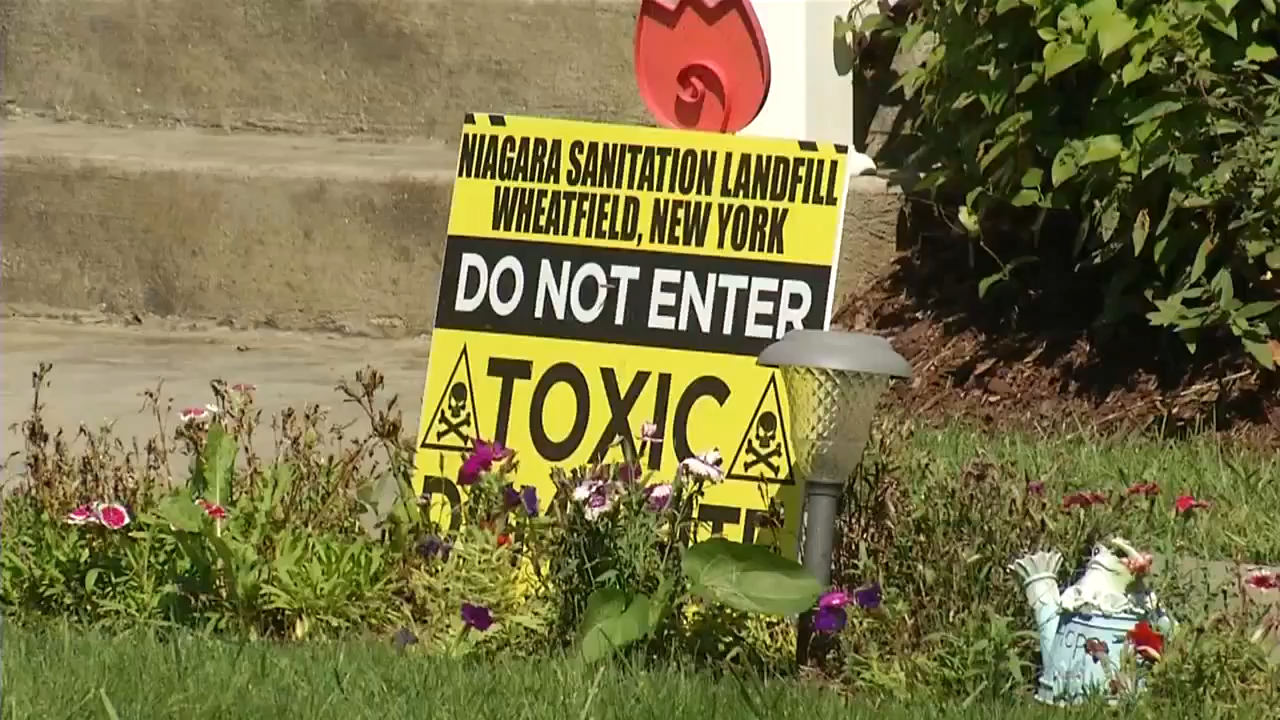 NIAGARA SANITATION LANDFILL
WHEATFIELD, NEW YORK
DO NOT ENTER
TOXIC